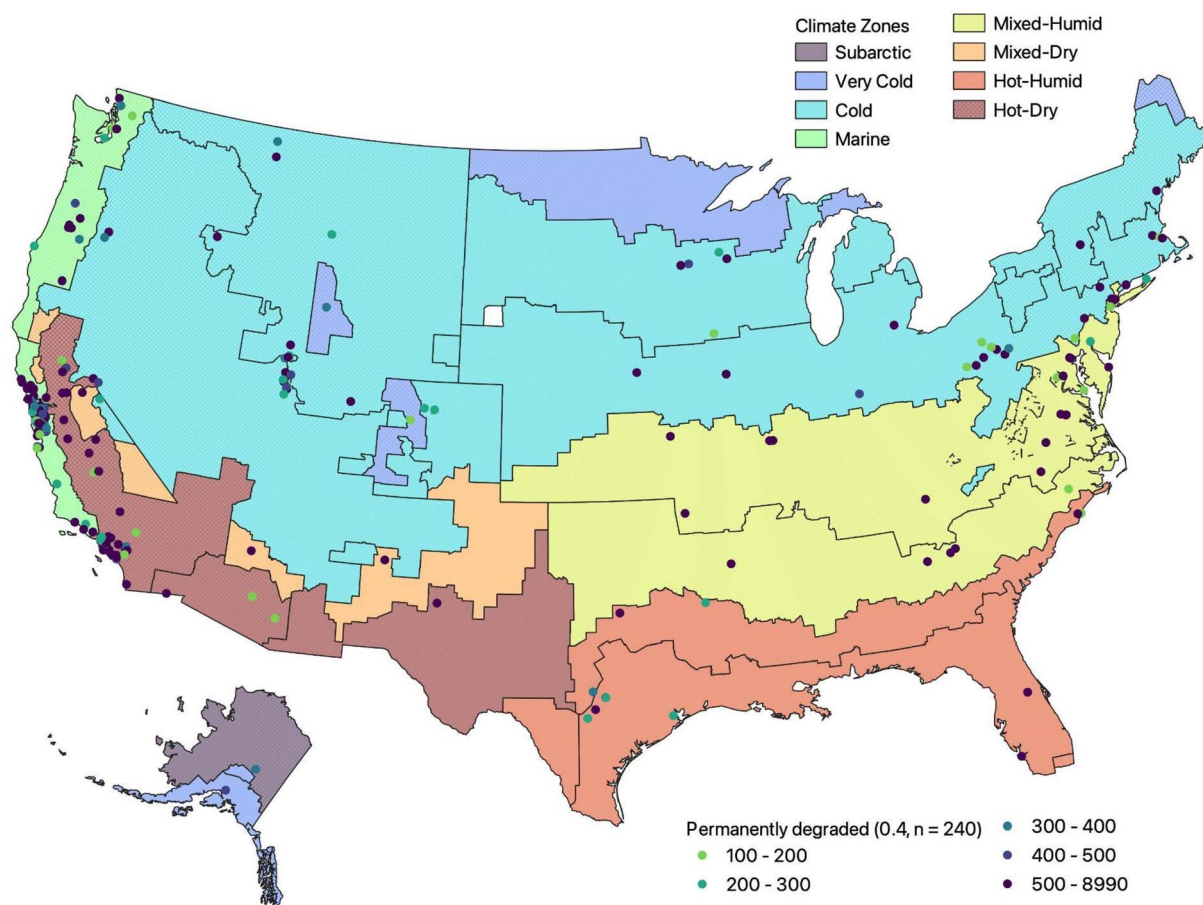 Climate Zones
Subarctic
Very Cold
Cold
Marine
Mixed-Humid
Mixed-Dry
Hot-Humid
Hot-Dry
Permanently degraded (0.4, n = 240)
100 - 200
200 - 300
300 - 400
400 - 500
500 - 8990